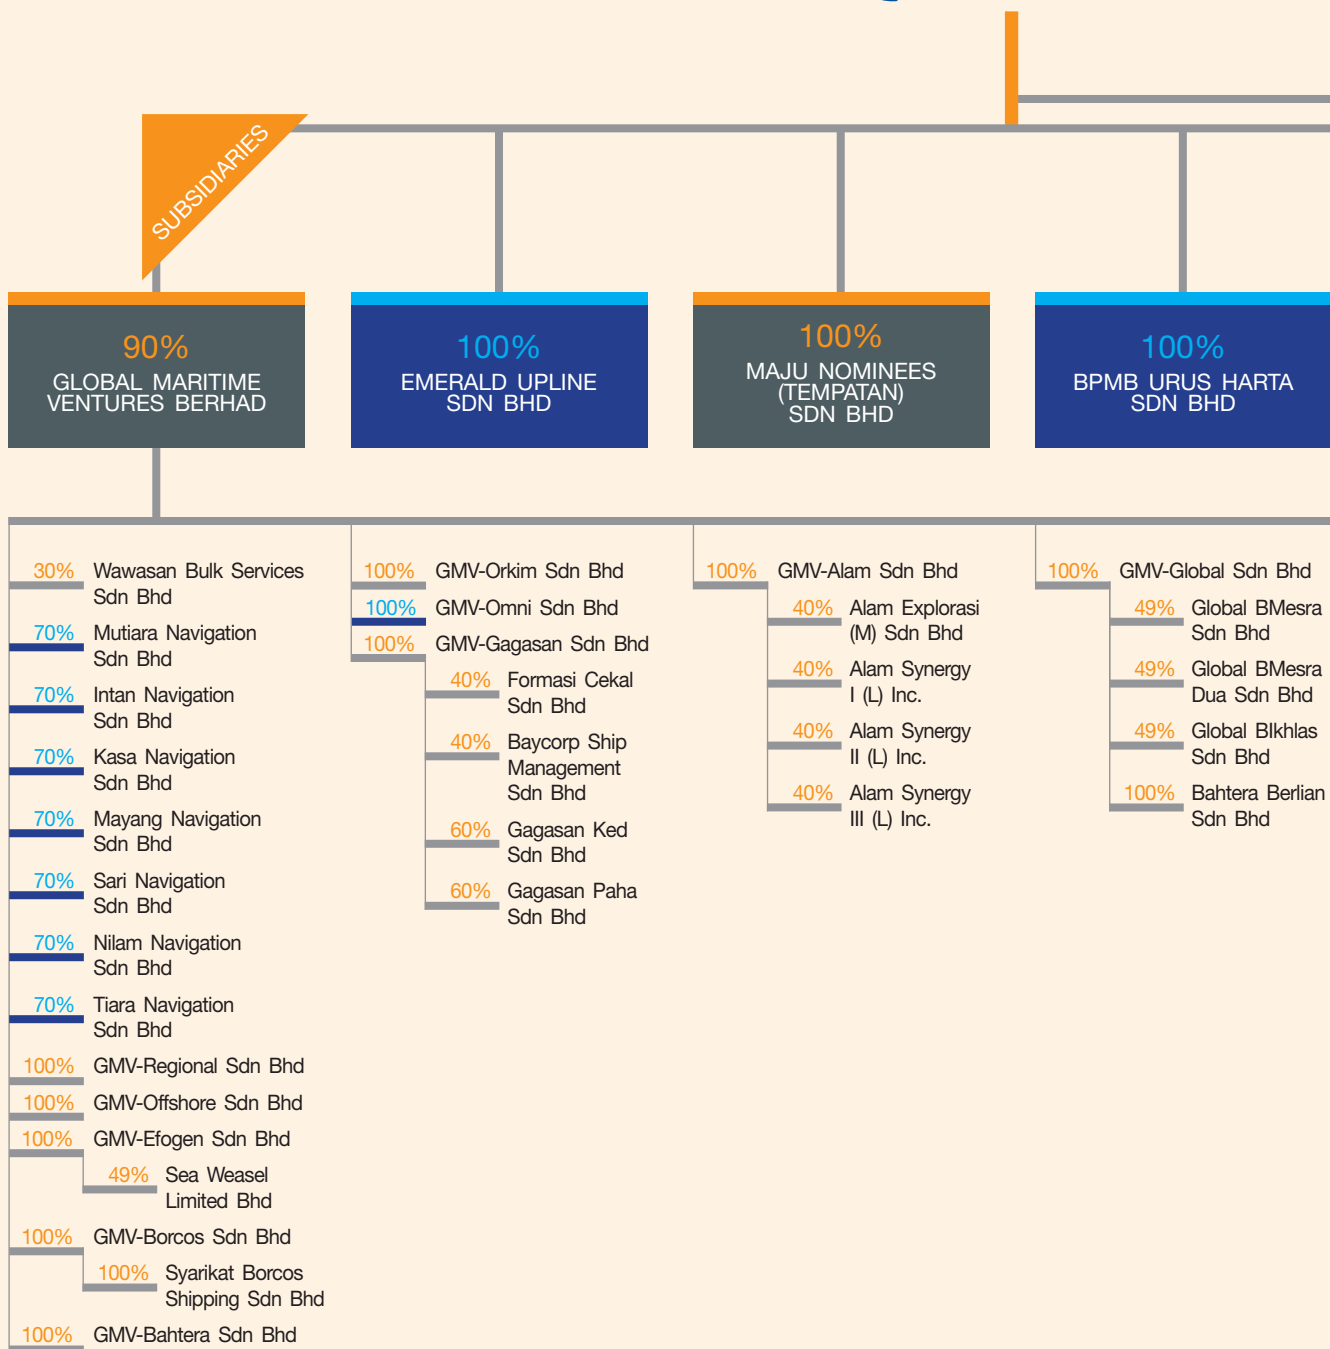 SUBSIDIARIES
90%
GLOBAL MARITIME
VENTURES BERHAD
100%
EMERALD UPLINE
SDN BHD
100%
MAJU NOMINEES
(TEMPATAN)
SDN BHD
100%
BPMB URUS HARTA
SDN BHD
30% Wawasan Bulk Services
Sdn Bhd
70% Mutiara Navigation
Sdn Bhd
70% Intan Navigation
Sdn Bhd
70% Kasa Navigation
Sdn Bhd
70% Mayang Navigation
Sdn Bhd
70% Sari Navigation
Sdn Bhd
70% Nilam Navigation
Sdn Bhd
70% Tiara Navigation
Sdn Bhd
100% GMV-Regional Sdn Bhd
100% GMV-Offshore Sdn Bhd
100% GMV-Efogen Sdn Bhd
49% Sea Weasel
Limited Bhd
100% GMV-Borcos Sdn Bhd
100% Syarikat Borcos
Shipping Sdn Bhd
100% GMV-Bahtera Sdn Bhd
100% GMV-Orkim Sdn Bhd
100% GMV-Omni Sdn Bhd
100% GMV-Gagasan Sdn Bhd
40% Formasi Cekal
Sdn Bhd
40% Baycorp Ship
Management
Sdn Bhd
60% Gagasan Ked
Sdn Bhd
60% Gagasan Paha
Sdn Bhd
100% GMV-Alam Sdn Bhd
40% Alam Explorasi
(M) Sdn Bhd
40% Alam Synergy
I (L) Inc.
40% Alam Synergy
II (L) Inc.
40% Alam Synergy
III (L) Inc.
100% GMV-Global Sdn Bhd
49% Global BMesra
Sdn Bhd
49% Global BMesra
Dua Sdn Bhd
49% Global BIkhlas
Sdn Bhd
100% Bahtera Berlian
Sdn Bhd